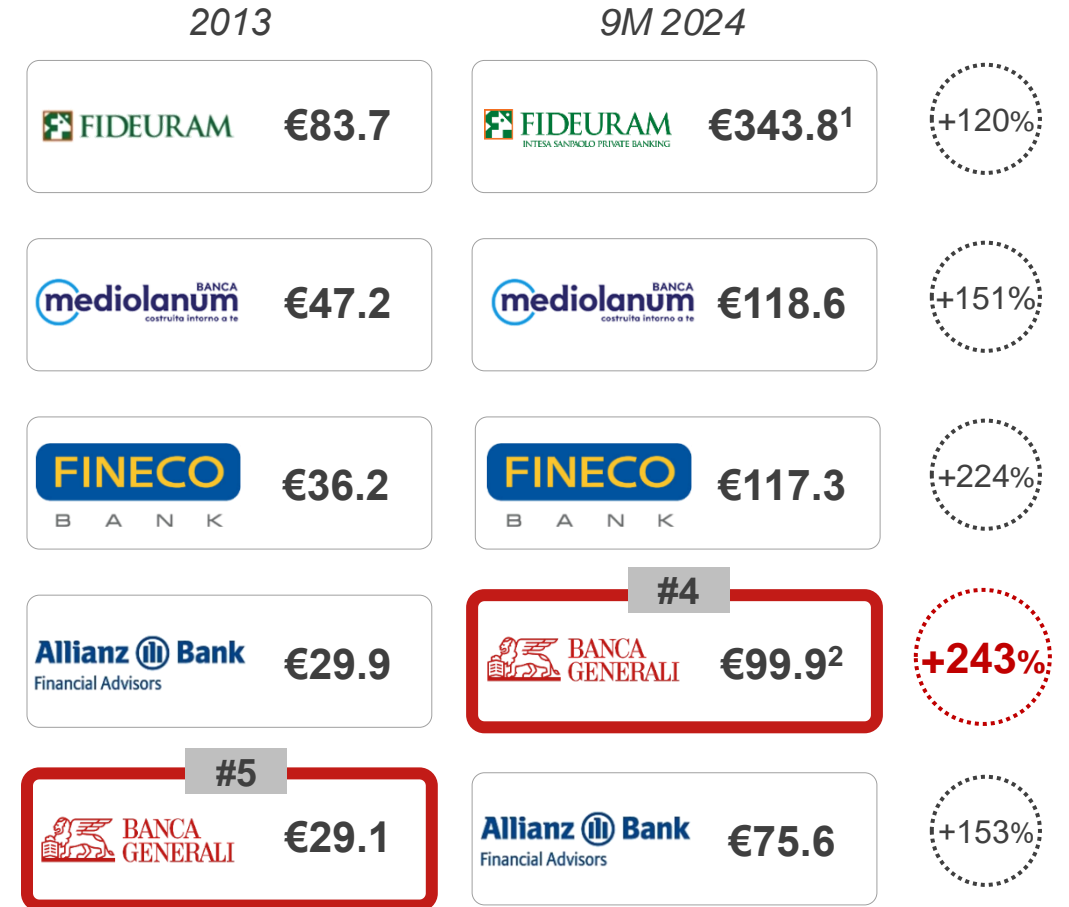 2013 9M 2024
FIDEURAM €83.7 FIDEURAM INTESA SANPAOLO PRIVATE BANKING €343.8¹ +120%
BANCA mediolanum costruita intorno a te €47.2 BANCA mediolanum costruita intorno a te €118.6 +151%
FINECO BANK €36.2 FINECO BANK €117.3 +224%
#4
Allianz Bank Financial Advisors €29.9 BANCA GENERALI €99.9² +243%
#5
BANCA GENERALI €29.1 Allianz Bank Financial Advisors €75.6 +153%